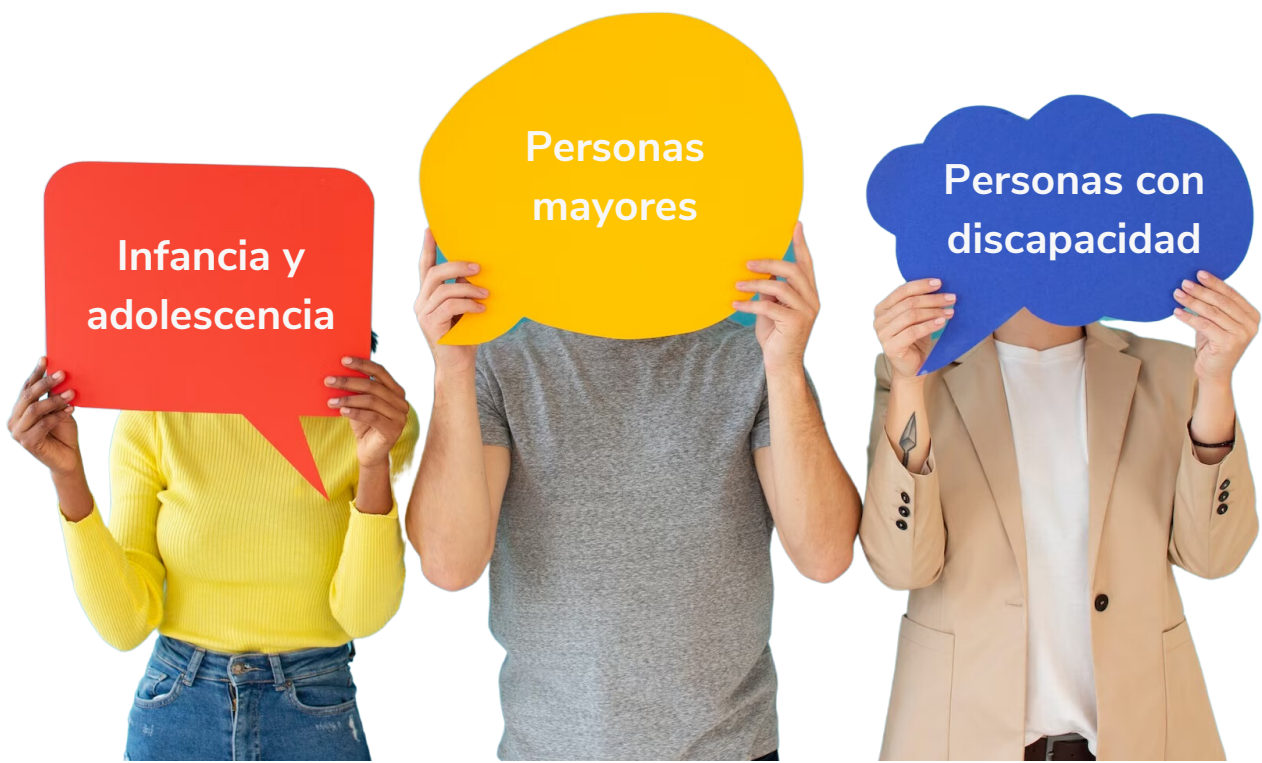 Infancia y
adolescencia
Personas
mayores
Personas con
discapacidad